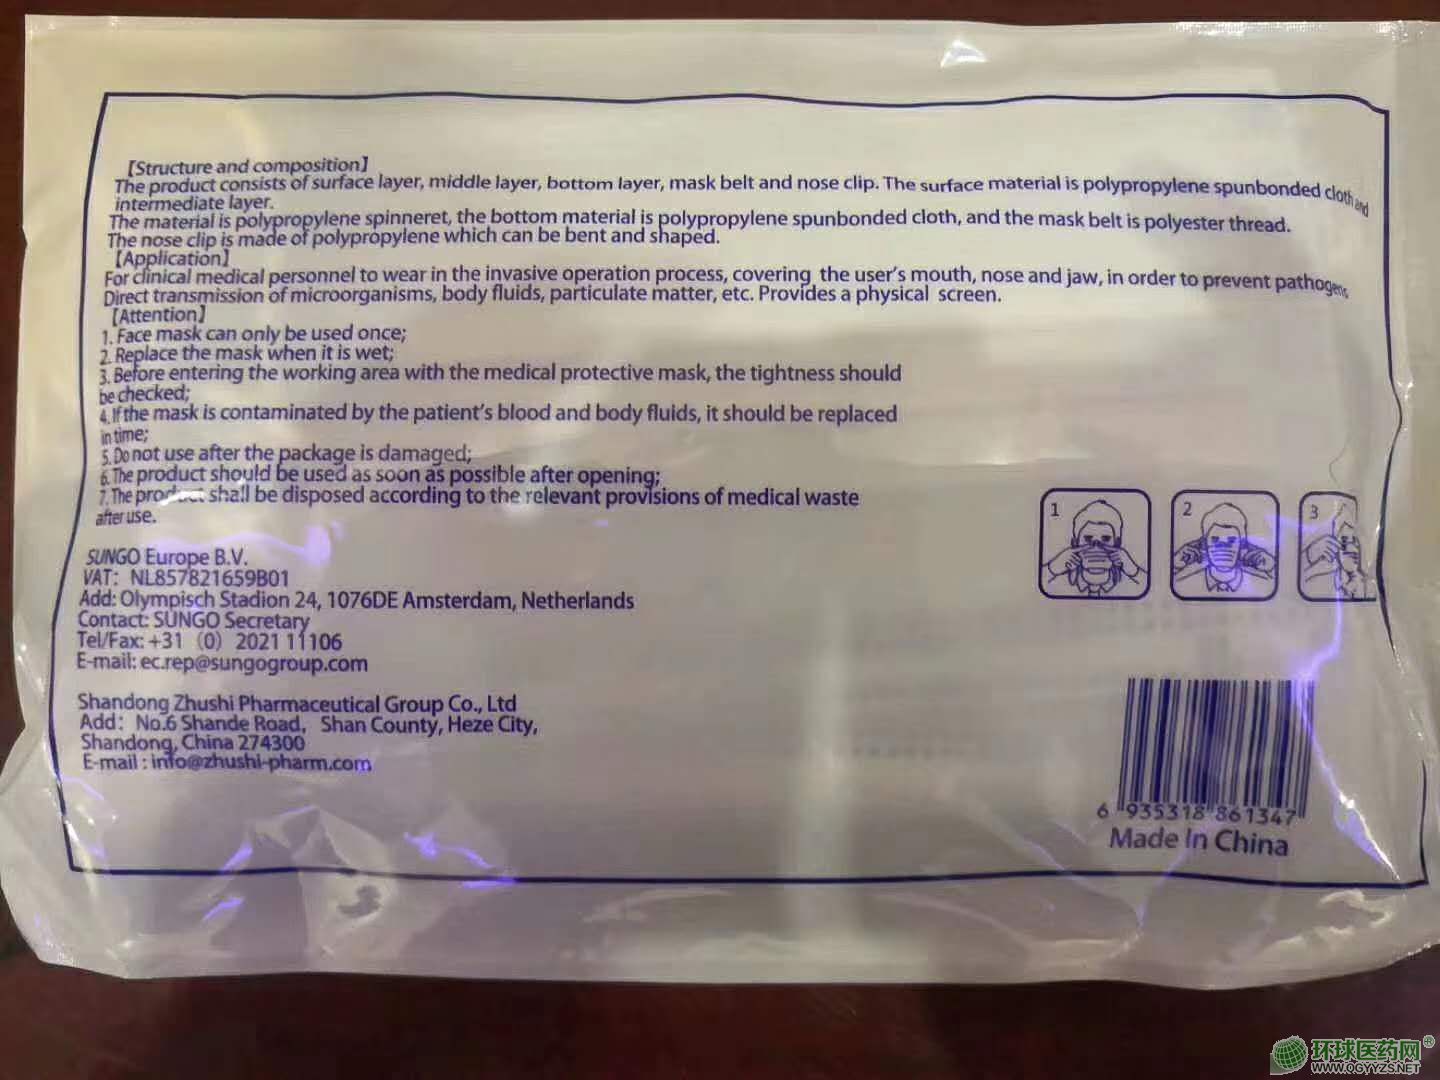 【Structure and composition】
The product consists of surface layer, middle layer, bottom layer, mask belt and nose clip. The surface material is polypropylene spunbonded cloth and
intermediate layer.
The material is polypropylene spinneret, the bottom material is polypropylene spunbonded cloth, and the mask belt is polyester thread.
The nose clip is made of polypropylene which can be bent and shaped.
【Application】
For clinical medical personnel to wear in the invasive operation process, covering the user's mouth, nose and jaw, in order to prevent pathogens
Direct transmission of microorganisms, body fluids, particulate matter, etc. Provides a physical screen.
【Attention】
1. Face mask can only be used once;
2. Replace the mask when it is wet;
3. Before entering the working area with the medical protective mask, the tightness should
be checked;
4. If the mask is contaminated by the patient's blood and body fluids, it should be replaced
in time;
5. Do not use after the package is damaged;
6. The product should be used as soon as possible after opening;
7. The product shall be disposed according to the relevant provisions of medical waste
after use.
1 2 3
SUNGO Europe B.V.
VAT: NL857821659B01
Add: Olympisch Stadion 24, 1076DE Amsterdam, Netherlands
Contact: SUNGO Secretary
Tel/Fax: +31 (0) 2021 11106
E-mail: ec.rep@sungogroup.com
Shandong Zhushi Pharmaceutical Group Co., Ltd
Add: No.6 Shande Road, Shan County, Heze City,
Shandong, China 274300
E-mail : info@zhushi-pharm.com
6 935318 861347
Made In China
环球医药网®
WWW.QGYYZS.NET